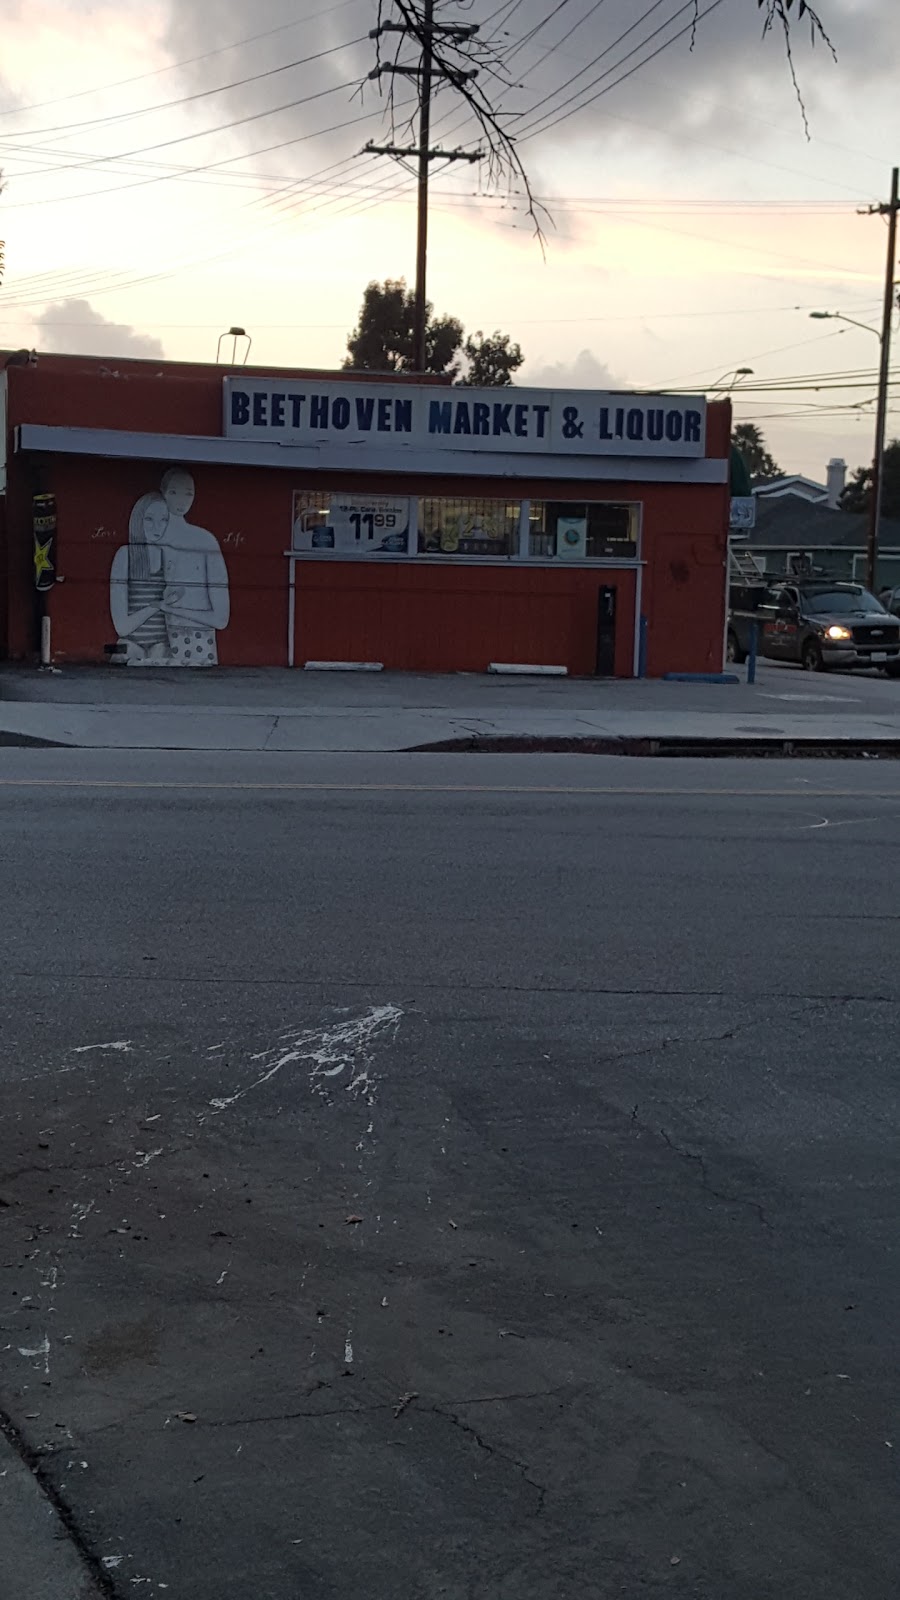 BEETHOVEN MARKET & LIQUOR
Love Life
11 99